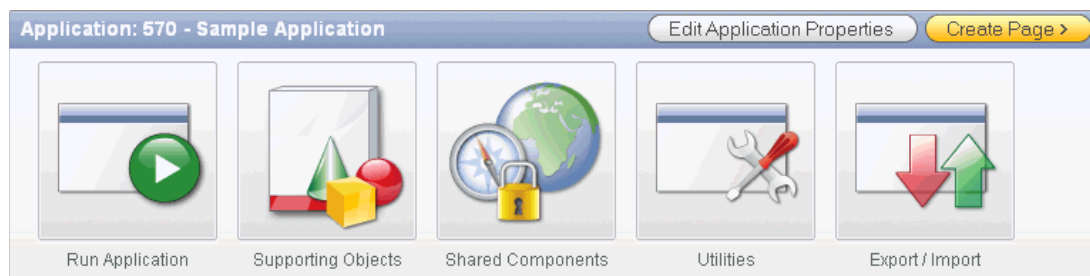 Application: 570 - Sample Application Edit Application Properties Create Page >
Run Application Supporting Objects Shared Components Utilities Export / Import